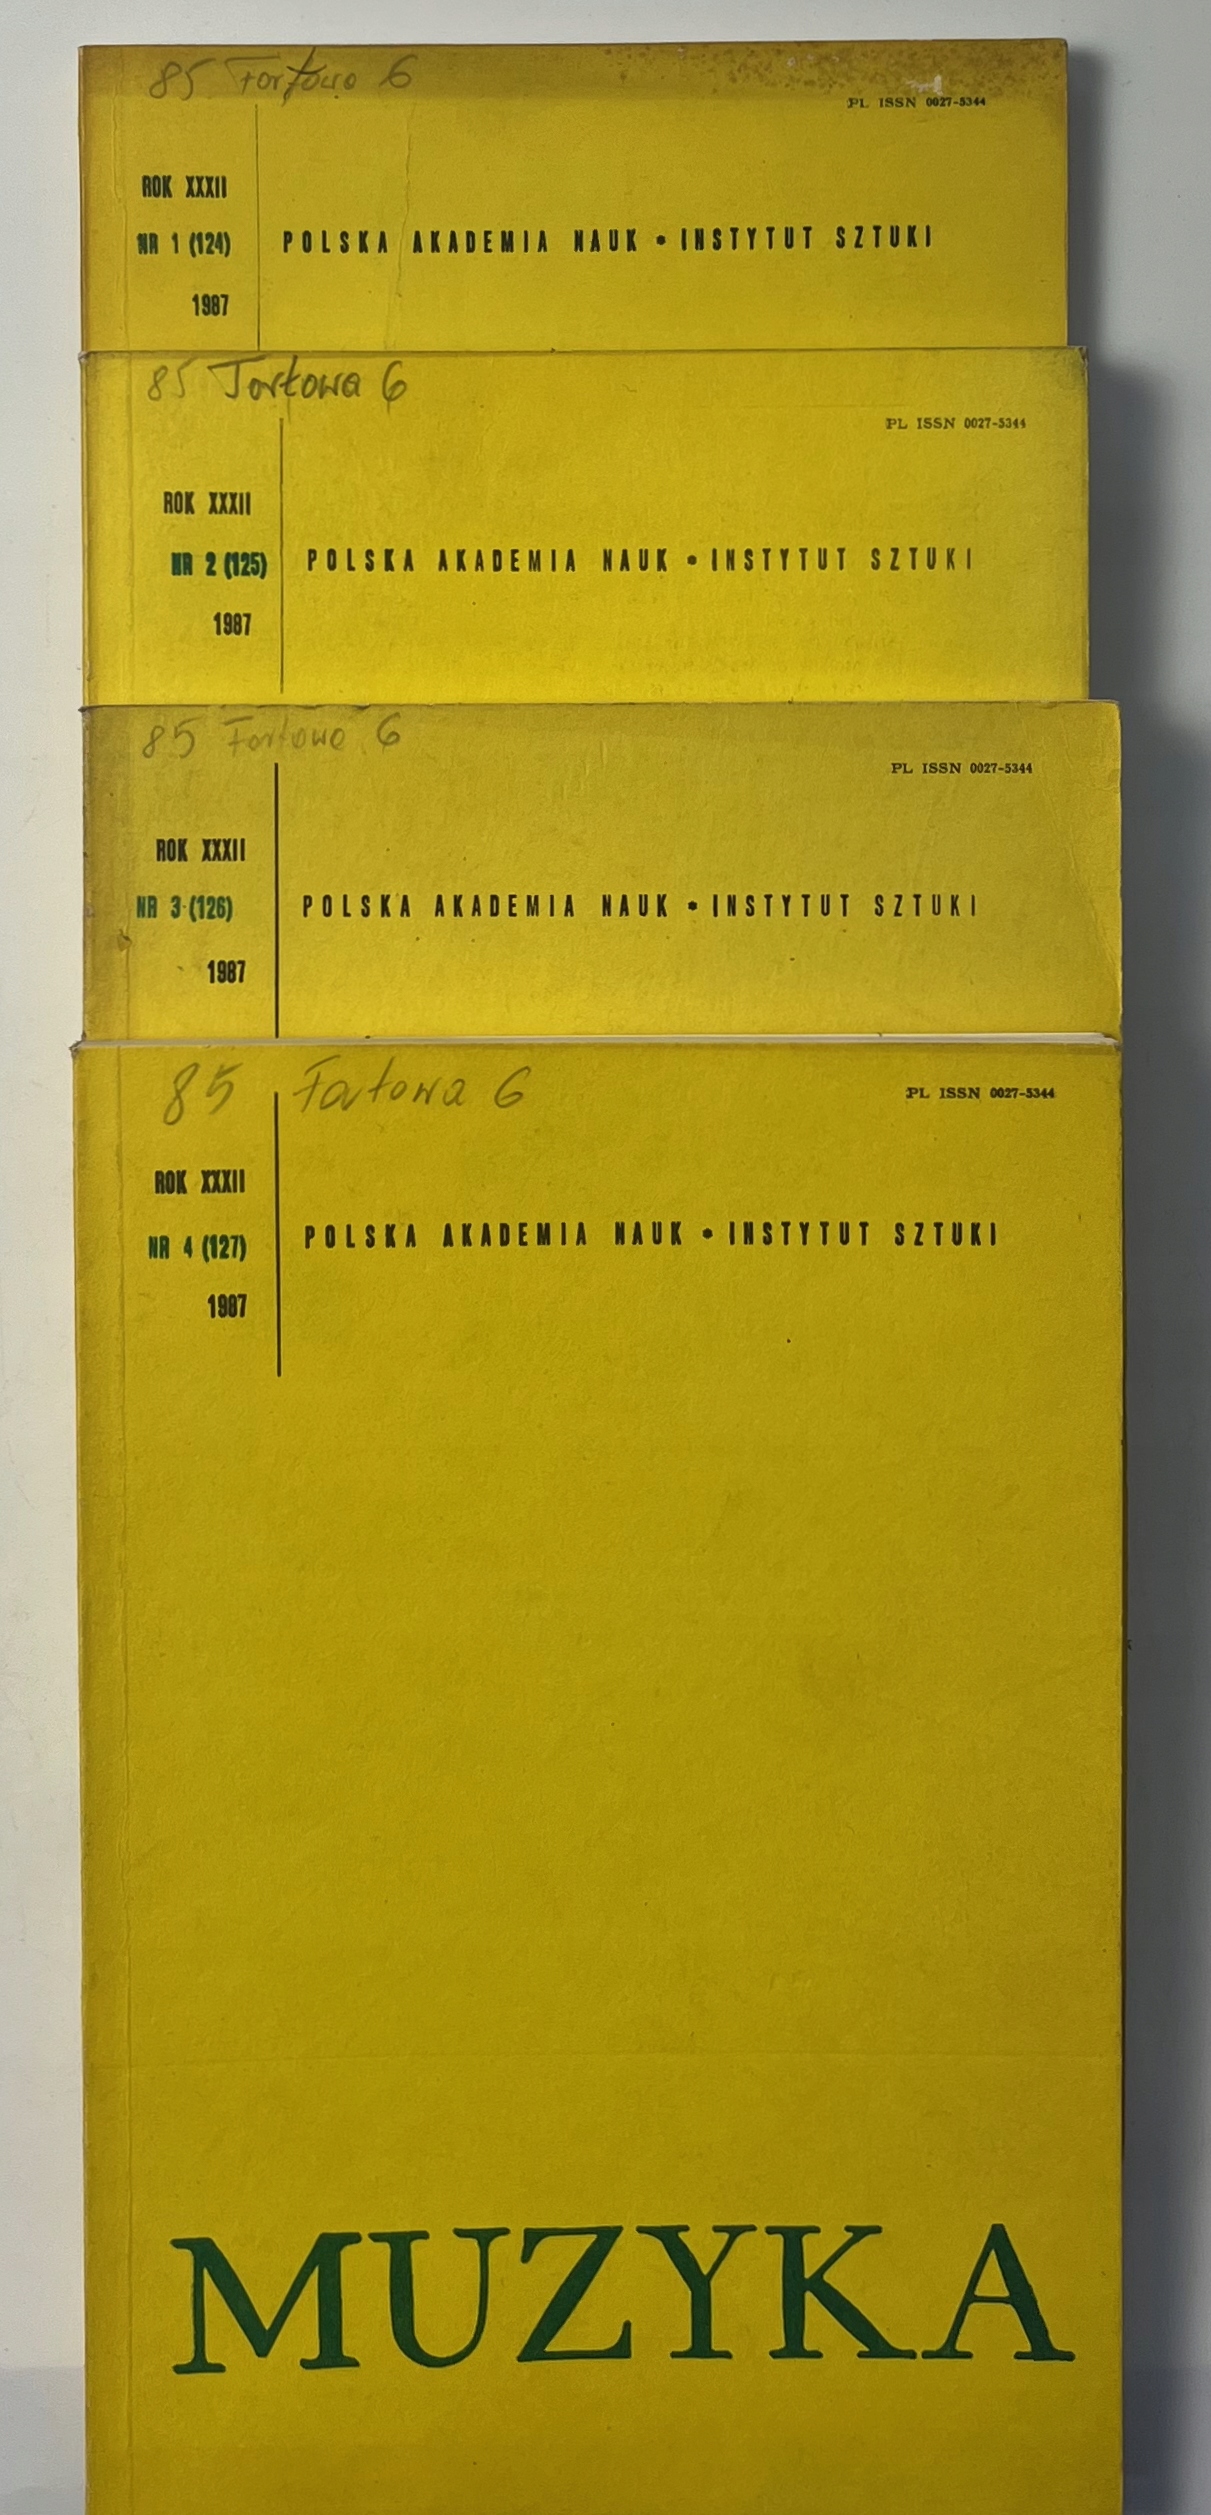 85 Fortowa 6
PL ISSN 0027-5344
ROK XXXII
NR 1 (124)
POLSKA AKADEMIA NAUK • INSTYTUT SZTUKI
1987
85 Tortowa 6
PL ISSN 0027-5344
ROK XXXII
NR 2 (125)
POLSKA AKADEMIA NAUK • INSTYTUT SZTUKI
1987
85 Fortowa 6
PL ISSN 0027-5344
ROK XXXII
NR 3 (126)
POLSKA AKADEMIA NAUK • INSTYTUT SZTUKI
1987
85 6
PL ISSN 0027-5344
ROK XXXII
NR 4 (127)
POLSKA AKADEMIA NAUK • INSTYTUT SZTUKI
1987
MUZYKA